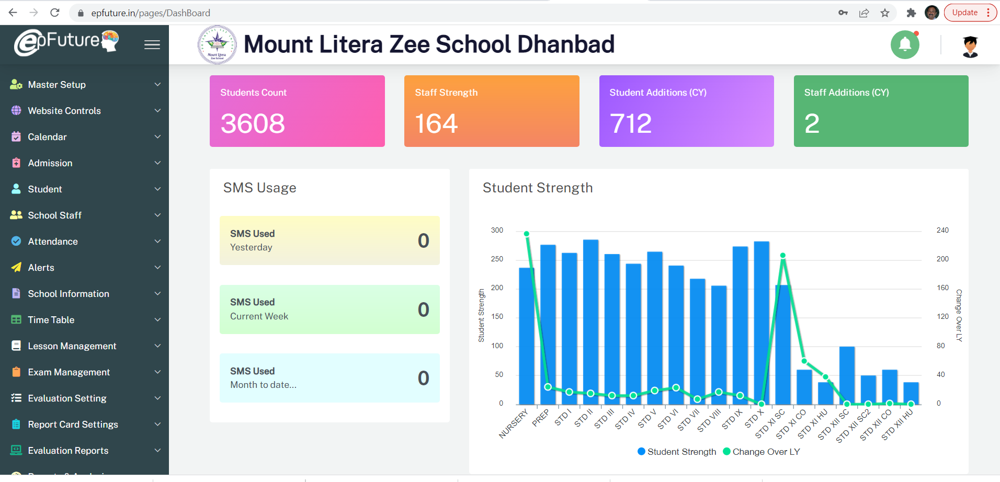 epfuture.in/pages/DashBoard
Update
epFuture
Mount Litera
Zee School
Mount Litera Zee School Dhanbad
Master Setup
Website Controls
Calendar
Admission
Student
School Staff
Attendance
Alerts
School Information
Time Table
Lesson Management
Exam Management
Evaluation Setting
Report Card Settings
Evaluation Reports
Students Count
3608
Staff Strength
164
Student Additions (CY)
712
Staff Additions (CY)
2
SMS Usage
SMS Used
Yesterday
0
SMS Used
Current Week
0
SMS Used
Month to date...
0
Student Strength
300
250
200
150
100
50
0
Student Strength
240
200
160
120
80
40
0
Change Over LY
NURSERY
PREP
STD I
STD II
STD III
STD IV
STD V
STD VI
STD VII
STD VIII
STD IX
STD X
STD XI SC
STD XI CO
STD XI HU
STD XII SC
STD XII SC2
STD XII CO
STD XII HU
Student Strength
Change Over LY